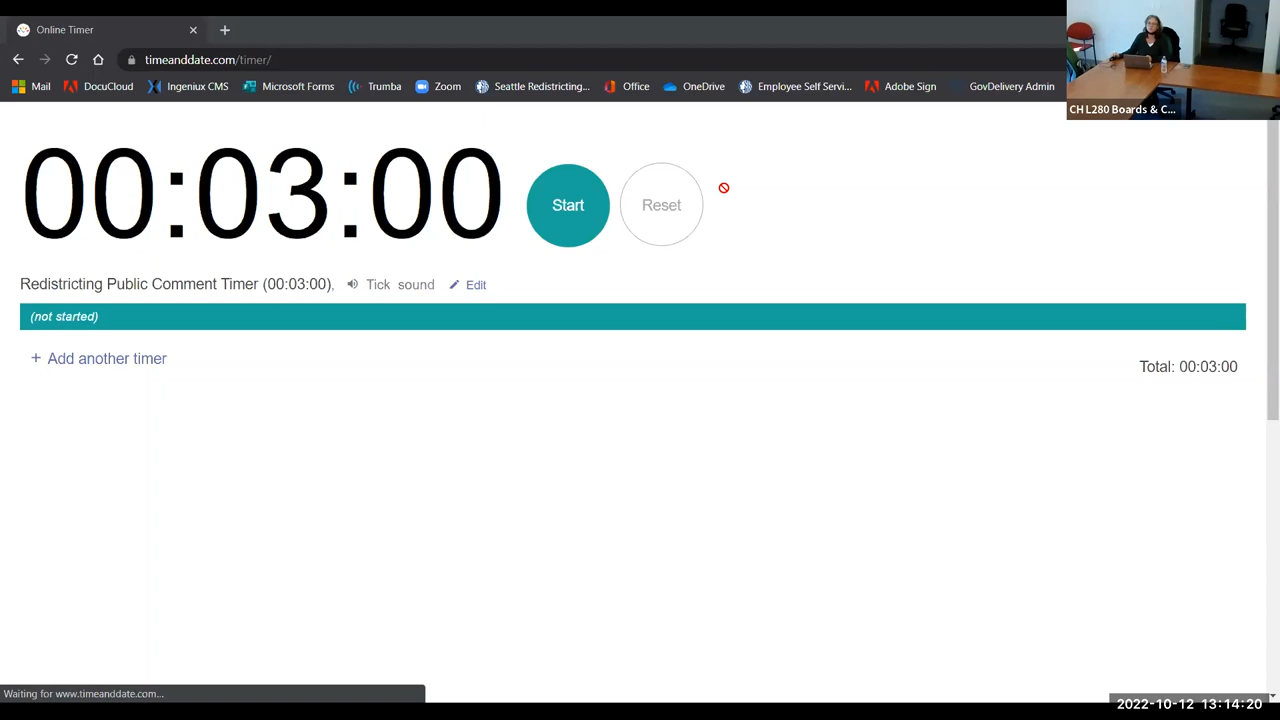 Online Timer
timeanddate.com/timer/
Mail DocuCloud Ingeniux CMS Microsoft Forms Trumba Zoom Seattle Redistricting... Office OneDrive Employee Self Servi... Adobe Sign GovDelivery Admin
CH L280 Boards & C...
00:03:00 Start Reset
Redistricting Public Comment Timer (00:03:00), Tick sound Edit
(not started)
+ Add another timer
Total: 00:03:00
Waiting for www.timeanddate.com...
2022-10-12 13:14:20